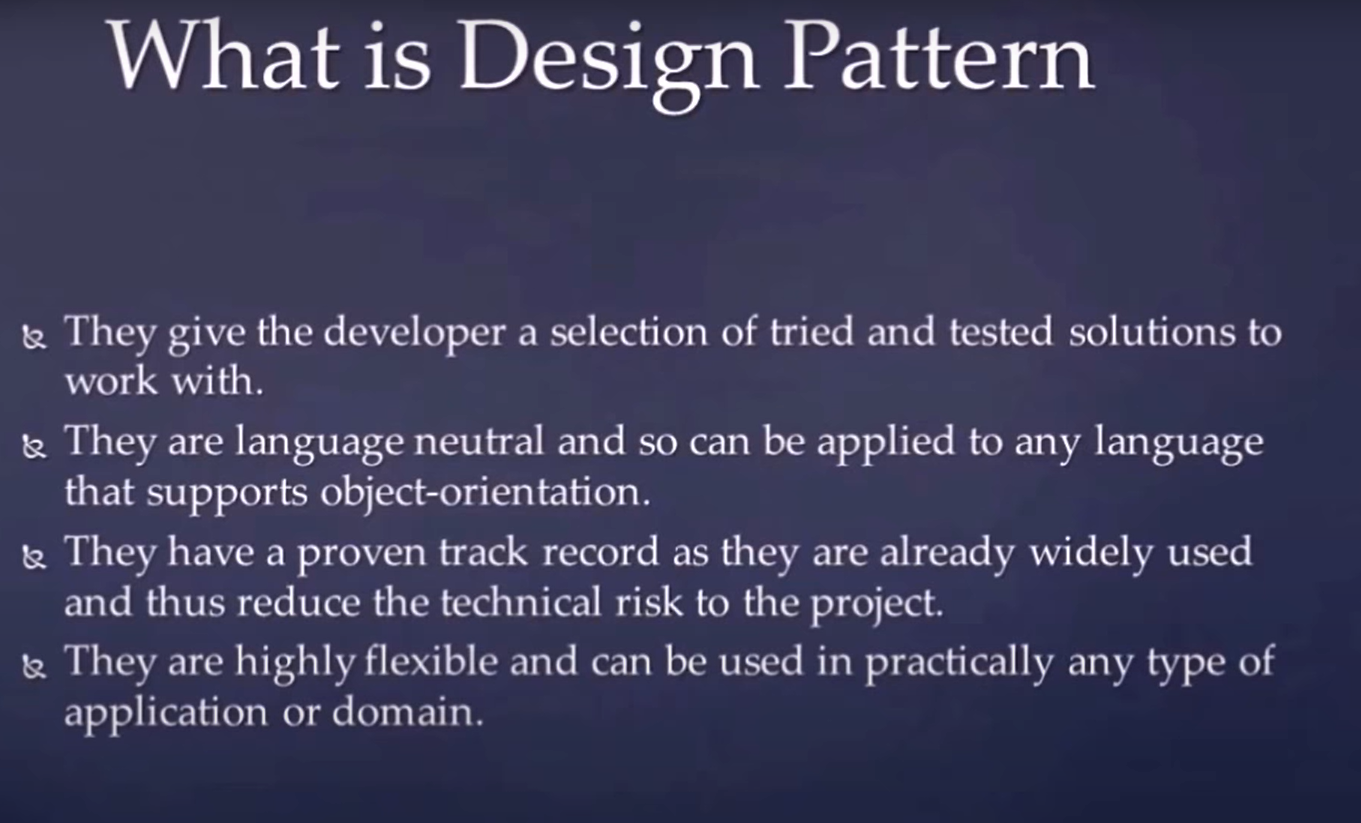 What is Design Pattern
They give the developer a selection of tried and tested solutions to
work with.
They are language neutral and so can be applied to any language
that supports object-orientation.
They have a proven track record as they are already widely used
and thus reduce the technical risk to the project.
They are highly flexible and can be used in practically any type of
application or domain.